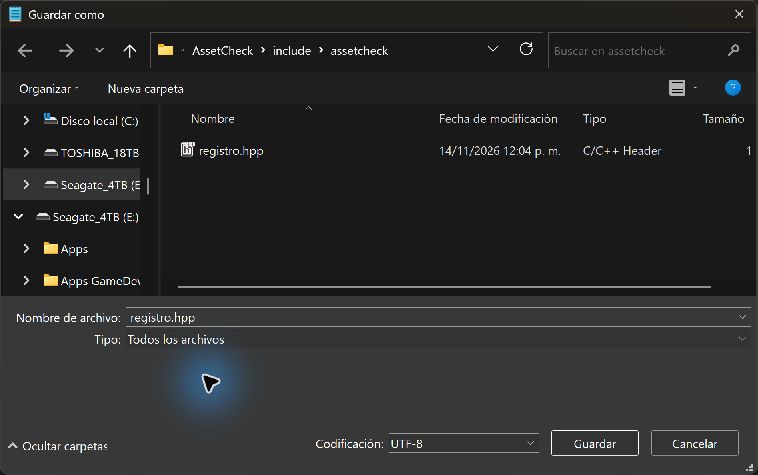 Guardar como
AssetCheck › include › assetcheck
Buscar en assetcheck
Organizar
Nueva carpeta
Nombre
Fecha de modificación
Tipo
Tamaño
Disco local (C:)
TOSHIBA_18TB
Seagate_4TB (E
Seagate_4TB (E:)
Apps
Apps GameDev
registro.hpp
14/11/2026 12:04 p. m.
C/C++ Header
1
Nombre de archivo: registro.hpp
Tipo: Todos los archivos
Ocultar carpetas
Codificación: UTF-8
Guardar
Cancelar